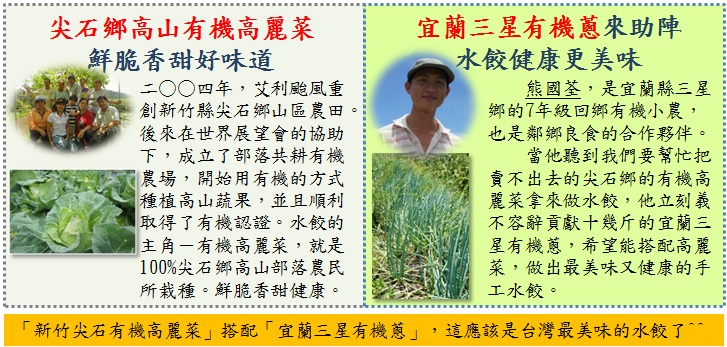 尖石鄉高山有機高麗菜
鮮脆香甜好味道
二〇〇四年，艾利颱風重
創新竹縣尖石鄉山區農田。
後來在世界展望會的協助
下，成立了部落共耕有機
農場，開始用有機的方式
種植高山蔬果，並且順利
取得了有機認證。水餃的
主角－有機高麗菜，就是
100%尖石鄉高山部落農民
所栽種。鮮脆香甜健康。
宜蘭三星有機蔥來助陣
水餃健康更美味
熊國荃，是宜蘭縣三星
鄉的7年級回鄉有機小農，
也是鄰鄉良食的合作夥伴。
當他聽到我們要幫忙把
賣不出去的尖石鄉的有機高
麗菜拿來做水餃，他立刻義
不容辭貢獻十幾斤的宜蘭三
星有機蔥，希望能搭配高麗
菜，做出最美味又健康的手
工水餃。
「新竹尖石有機高麗菜」搭配「宜蘭三星有機蔥」，這應該是台灣最美味的水餃了^^